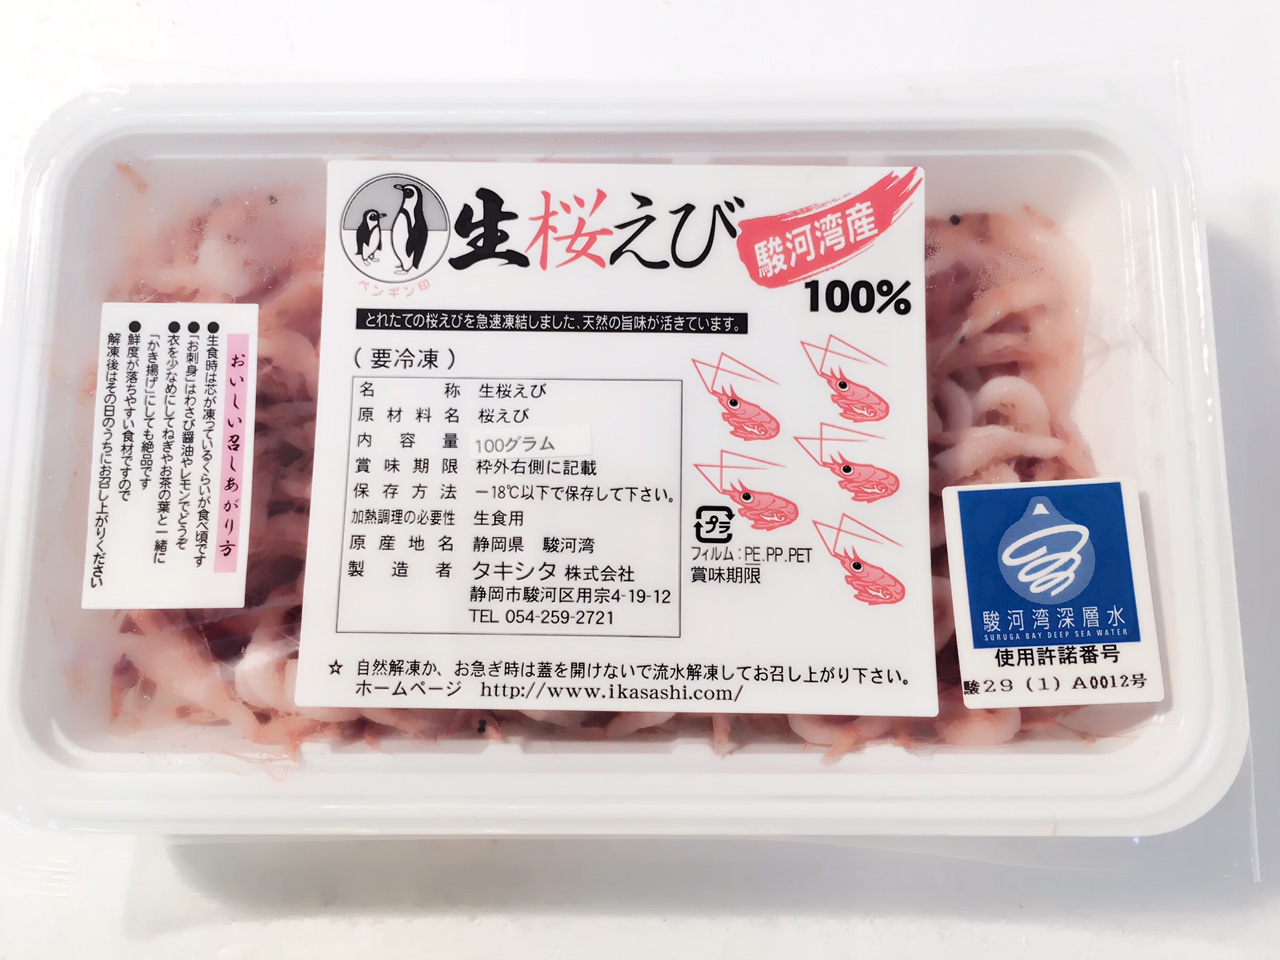 生桜えび
駿河湾産
100%
ペンギン印
とれたての桜えびを急速凍結しました、天然の旨味が活きています。
(要冷凍)
名称 生桜えび
原材料名 桜えび
内容量 100グラム
賞味期限 枠外右側に記載
保存方法 －18℃以下で保存して下さい。
加熱調理の必要性 生食用
原産地名 静岡県 駿河湾
製造者 タキシタ 株式会社
静岡市駿河区用宗4-19-12
TEL 054-259-2721
プラ
フィルム:PE.PP.PET
賞味期限
☆ 自然解凍か、お急ぎ時は蓋を開けないで流水解凍してお召し上がり下さい。
ホームページ http://www.ikasashi.com/
おいしい召しあがり方
●生食時は芯が凍っているくらいが食べ頃です
●「お刺身」はわさび醤油やレモンでどうぞ
●衣を少なめにしてねぎやお茶の葉と一緒に
「かき揚げ」にしても絶品です
●鮮度が落ちやすい食材ですので
解凍後はその日のうちにお召し上がりください
駿河湾深層水
SURUGA BAY DEEP SEA WATER
使用許諾番号
駿29(1)A0012号